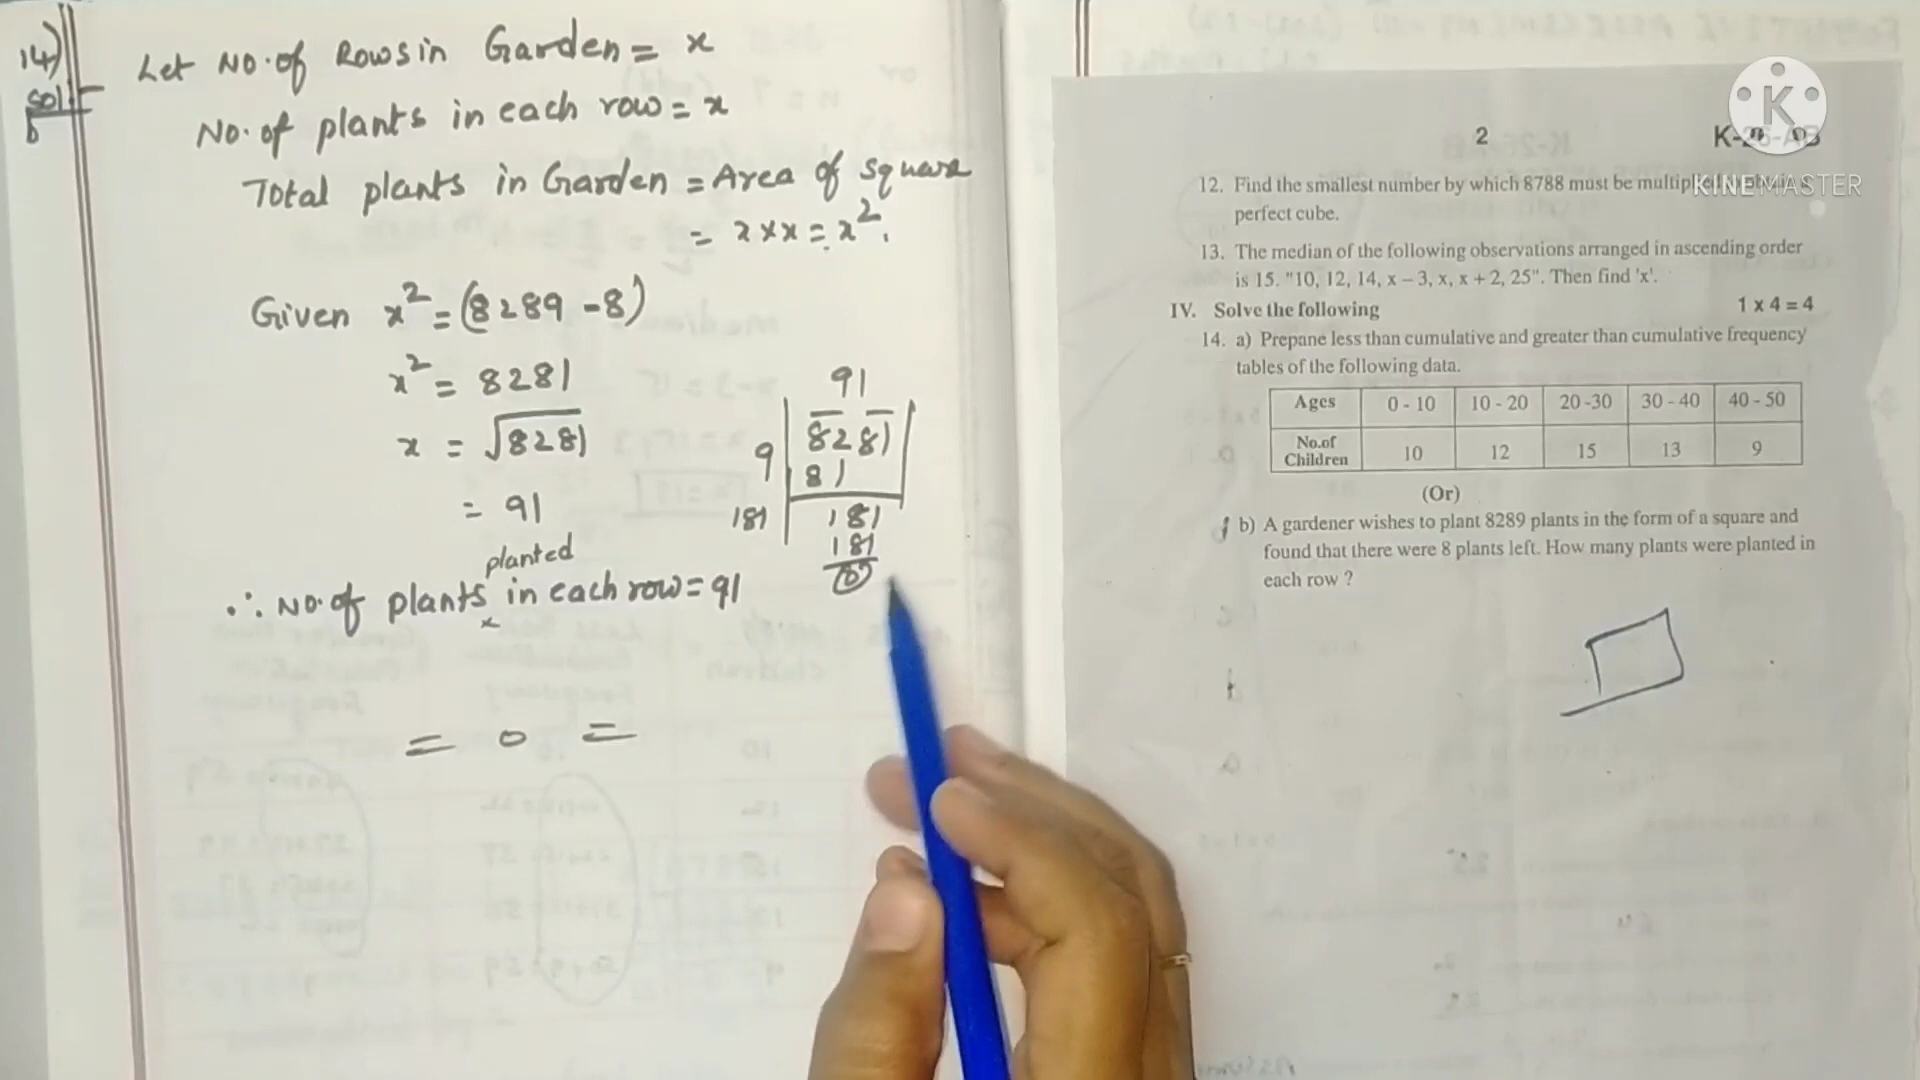 14)
sol:-
b
Let No. of Rows in Garden = x
No. of plants in each row = x
Total plants in Garden = Area of square
= x × x = x².
Given x² = (8289 - 8)
x² = 8281
x = √8281
= 91
planted
∴ No. of plants in each row = 91
x
= 0 =
91
9 8281
81
181 181
181
0
2
KINEMASTER
12. Find the smallest number by which 8788 must be
perfect cube.
13. The median of the following observations arranged in ascending order
is 15. "10, 12, 14, x – 3, x, x + 2, 25". Then find 'x'.
IV. Solve the following 1 x 4 = 4
14. a) Prepane less than cumulative and greater than cumulative frequency
tables of the following data.
Ages 0 - 10 10 - 20 20 -30 30 - 40 40 - 50
No.of
Children 10 12 15 13 9
(Or)
b) A gardener wishes to plant 8289 plants in the form of a square and
found that there were 8 plants left. How many plants were planted in
each row ?